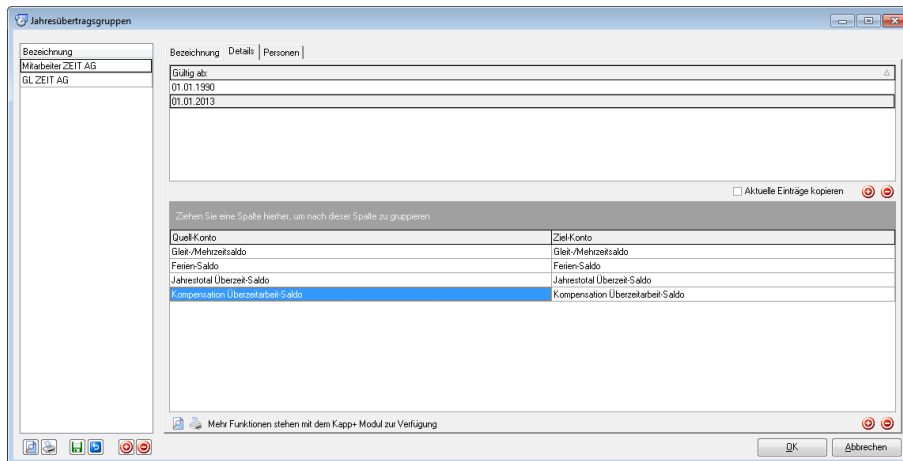 Jahresübertragsgruppen
Bezeichnung
Mitarbeiter ZEIT AG
GL ZEIT AG
Bezeichnung Details Personen
Gültig ab:
01.01.1990
01.01.2013
Aktuelle Einträge kopieren
Ziehen Sie eine Spalte hierher, um nach dieser Spalte zu gruppieren
Quell-Konto Ziel-Konto
Gleit-/Mehrzeitsaldo Gleit-/Mehrzeitsaldo
Ferien-Saldo Ferien-Saldo
Jahrestotal Überzeit-Saldo Jahrestotal Überzeit-Saldo
Kompensation Überzeitarbeit-Saldo Kompensation Überzeitarbeit-Saldo
Mehr Funktionen stehen mit dem Kapp+ Modul zur Verfügung
OK Abbrechen